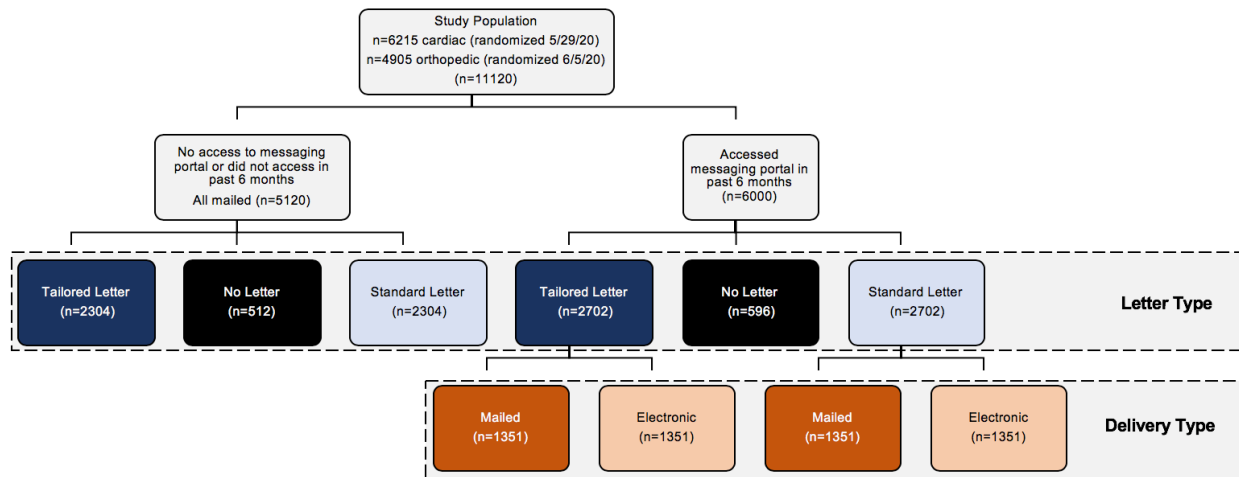 Study Population
n=6215 cardiac (randomized 5/29/20)
n=4905 orthopedic (randomized 6/5/20)
(n=11120)
No access to messaging
portal or did not access in
past 6 months
All mailed (n=5120)
Accessed
messaging portal in
past 6 months
(n=6000)
Tailored Letter
(n=2304)
No Letter
(n=512)
Standard Letter
(n=2304)
Tailored Letter
(n=2702)
No Letter
(n=596)
Standard Letter
(n=2702)
Letter Type
Mailed
(n=1351)
Electronic
(n=1351)
Mailed
(n=1351)
Electronic
(n=1351)
Delivery Type